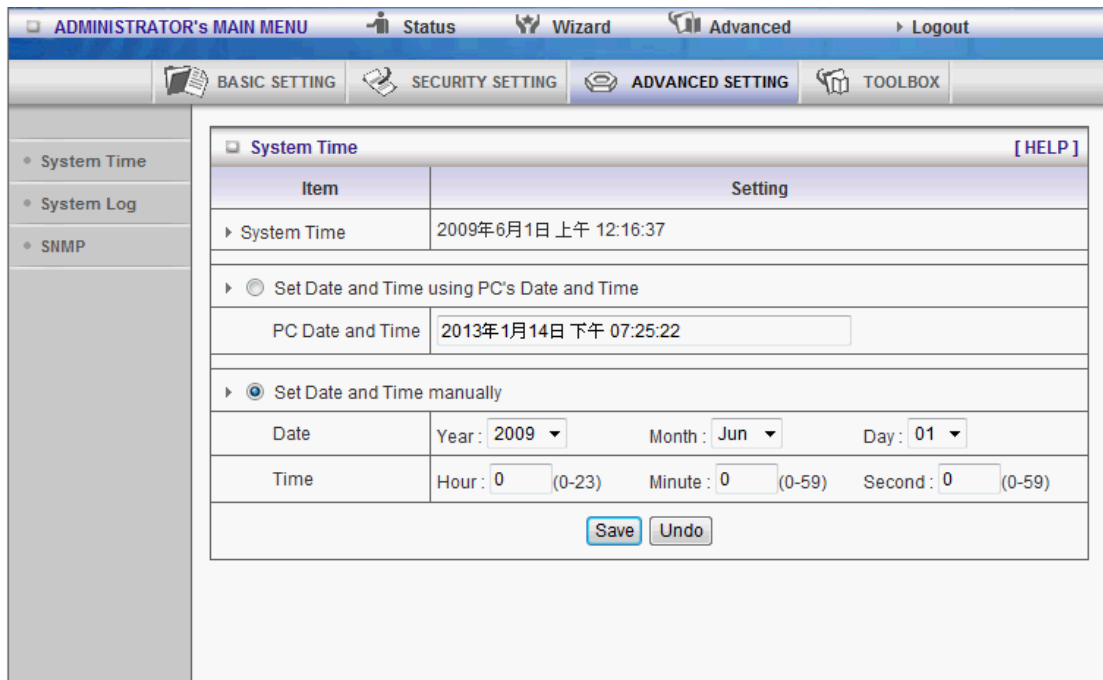 ADMINISTRATOR's MAIN MENU Status Wizard Advanced Logout
BASIC SETTING SECURITY SETTING ADVANCED SETTING TOOLBOX
System Time
System Log
SNMP
System Time [ HELP ]
Item Setting
System Time 2009年6月1日 上午 12:16:37
Set Date and Time using PC's Date and Time
PC Date and Time 2013年1月14日 下午 07:25:22
Set Date and Time manually
Date Year : 2009 Month : Jun Day : 01
Time Hour : 0 (0-23) Minute : 0 (0-59) Second : 0 (0-59)
Save Undo